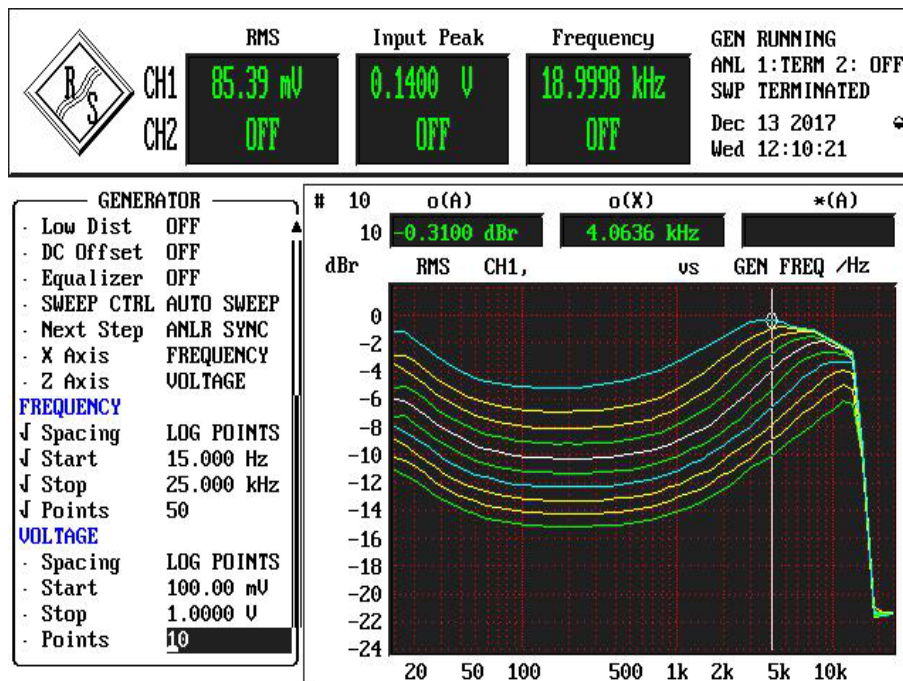 RMS Input Peak Frequency GEN RUNNING
R S CH1 85.39 mV 0.1400 V 18.9998 kHz ANL 1:TERM 2: OFF
SWP TERMINATED
CH2 OFF OFF OFF Dec 13 2017
Wed 12:10:21
GENERATOR
· Low Dist OFF
· DC Offset OFF
· Equalizer OFF
· SWEEP CTRL AUTO SWEEP
· Next Step ANLR SYNC
· X Axis FREQUENCY
· Z Axis VOLTAGE
FREQUENCY
√ Spacing LOG POINTS
√ Start 15.000 Hz
√ Stop 25.000 kHz
√ Points 50
VOLTAGE
· Spacing LOG POINTS
· Start 100.00 mV
· Stop 1.0000 V
· Points 10
# 10 o(A) o(X) *(A)
10 -0.3100 dBr 4.0636 kHz
dBr RMS CH1, vs GEN FREQ /Hz
0
-2
-4
-6
-8
-10
-12
-14
-16
-18
-20
-22
-24
20 50 100 500 1k 2k 5k 10k